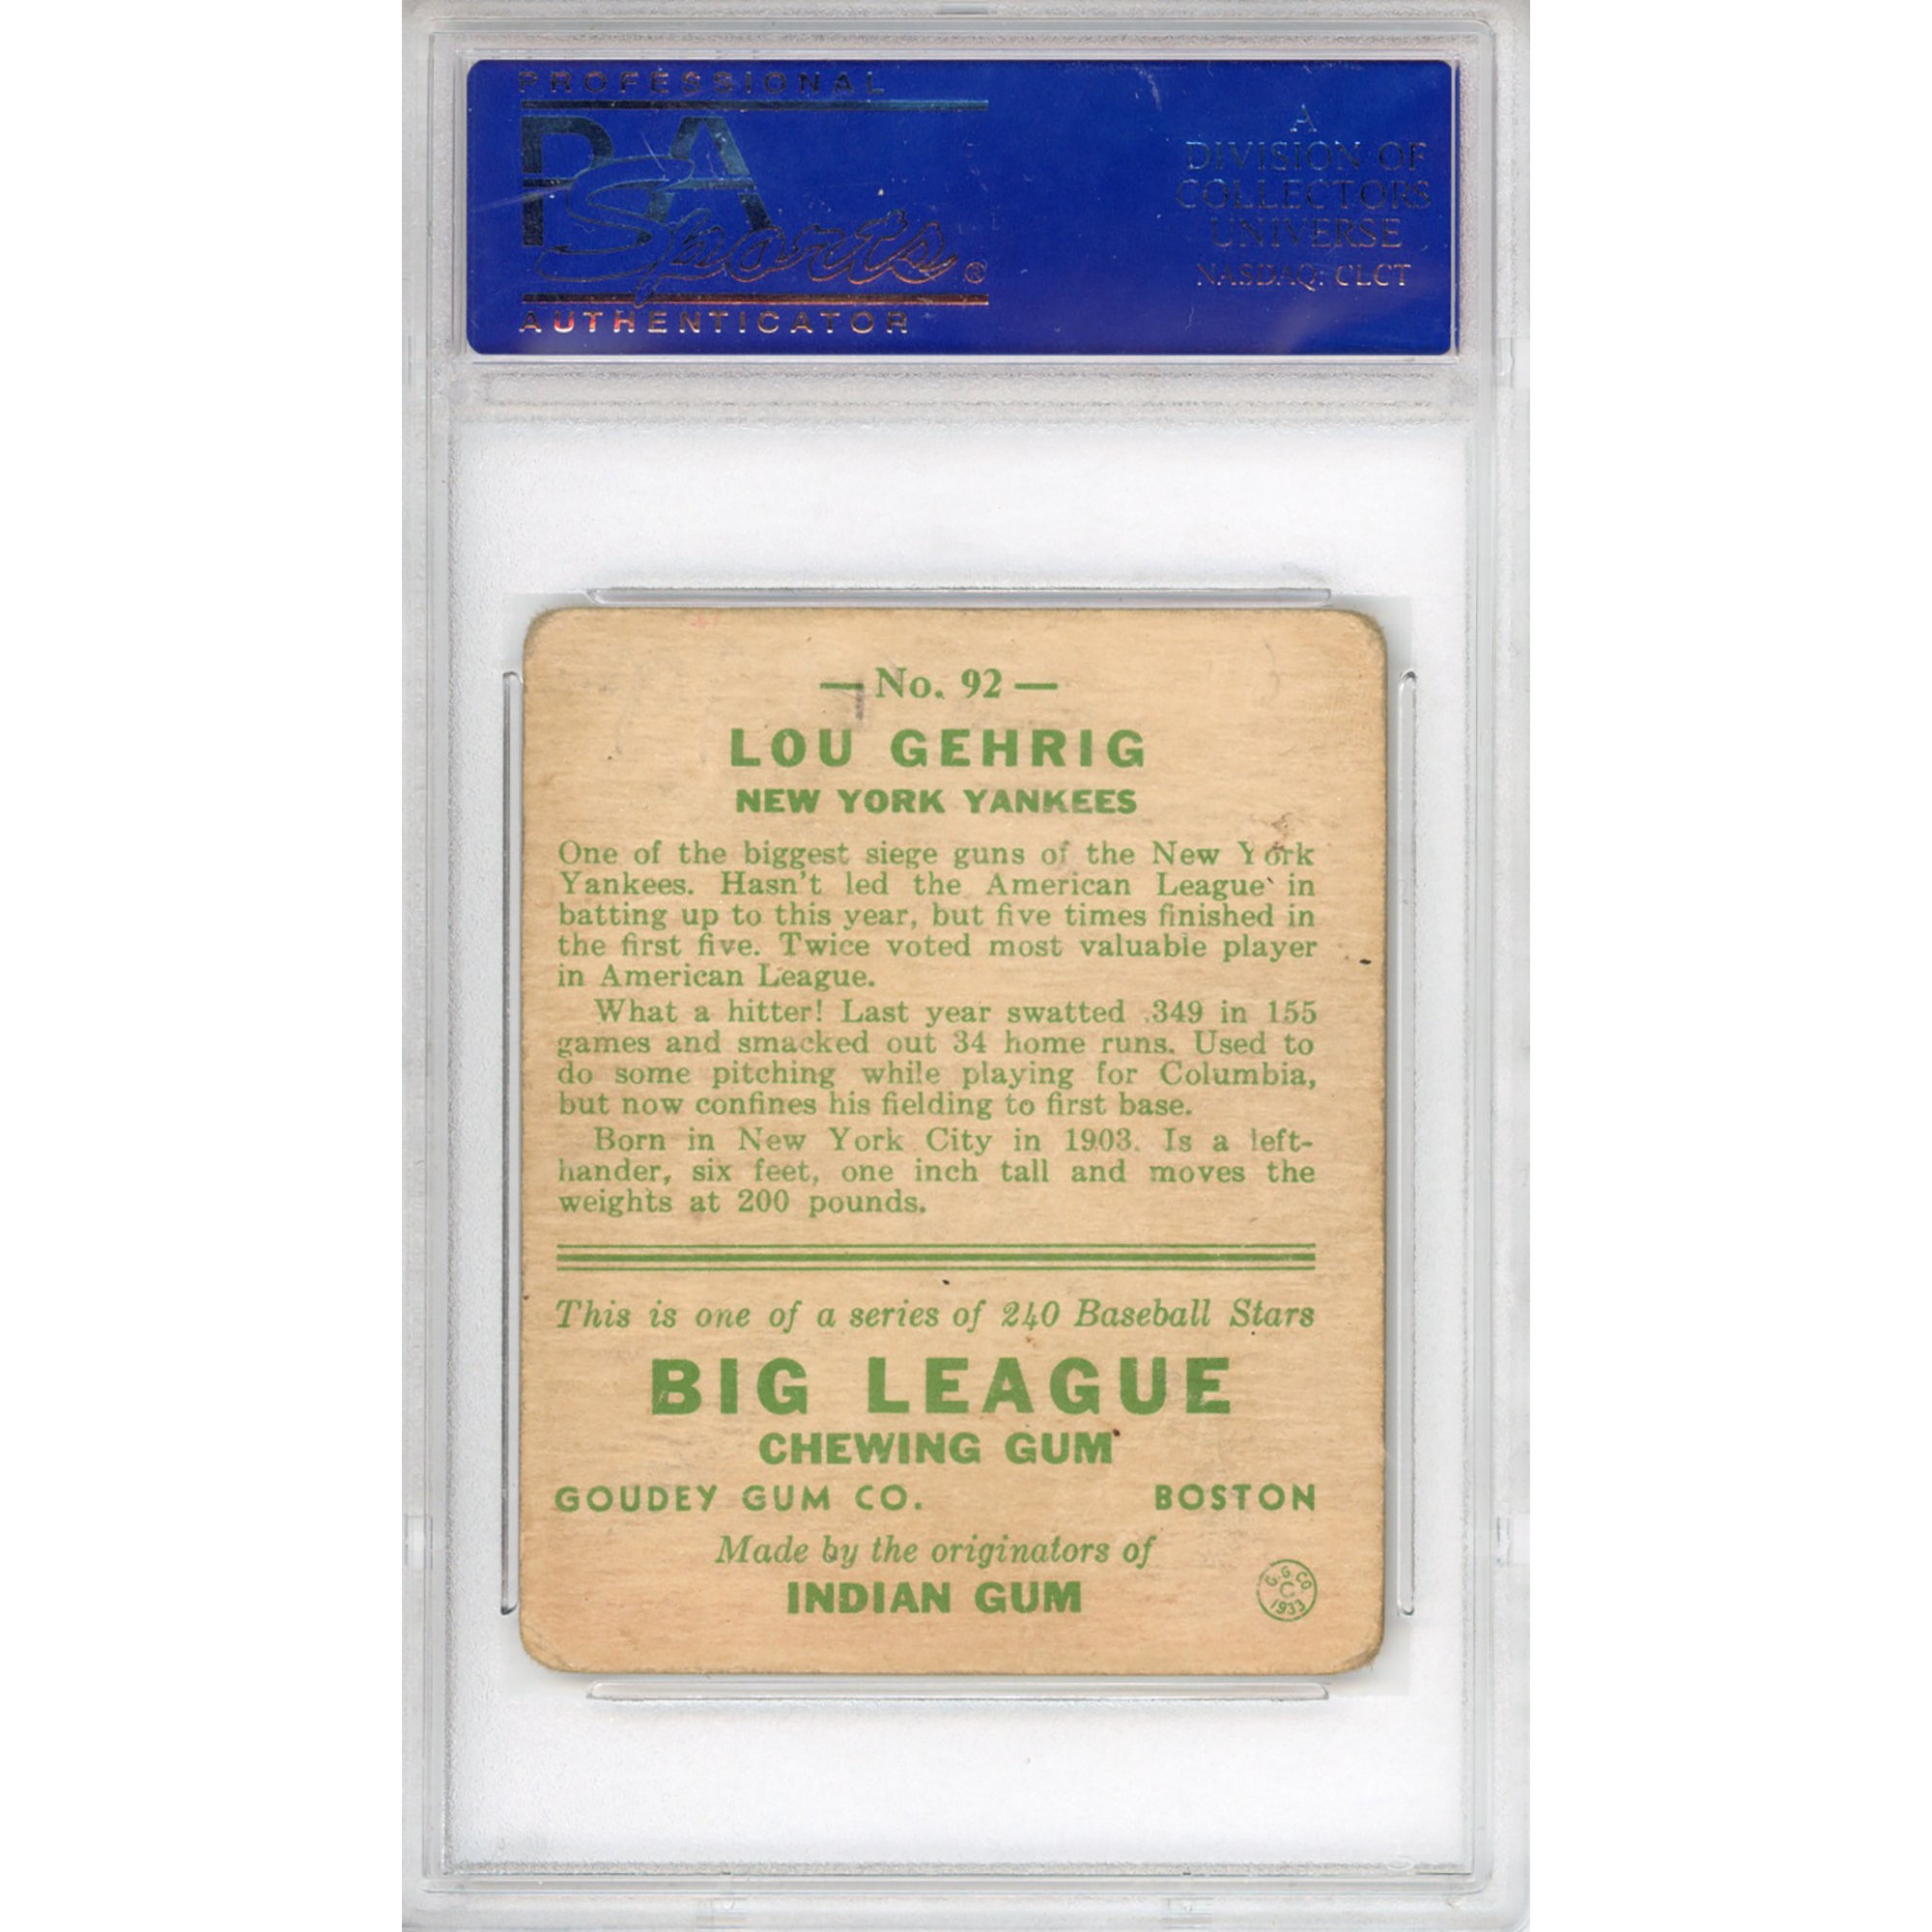 PROFESSIONAL
PSA
Sports®
AUTHENTICATOR
A
DIVISION OF
COLLECTORS
UNIVERSE
NASDAQ: CLCT
— No. 92 —
LOU GEHRIG
NEW YORK YANKEES
One of the biggest siege guns of the New York
Yankees. Hasn't led the American League in
batting up to this year, but five times finished in
the first five. Twice voted most valuable player
in American League.
What a hitter! Last year swatted .349 in 155
games and smacked out 34 home runs. Used to
do some pitching while playing for Columbia,
but now confines his fielding to first base.
Born in New York City in 1903. Is a left-
hander, six feet, one inch tall and moves the
weights at 200 pounds.
This is one of a series of 240 Baseball Stars
BIG LEAGUE
CHEWING GUM
GOUDEY GUM CO. BOSTON
Made by the originators of
INDIAN GUM
G.G.CO.
C
1933